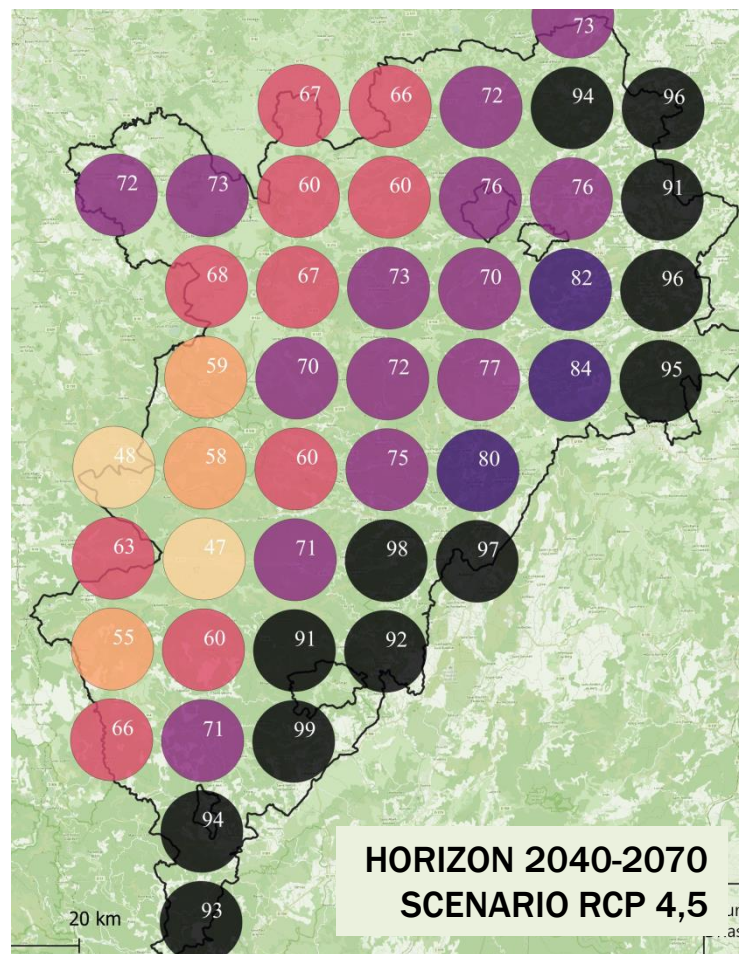 73
67 66 72 94 96
72 73 60 60 76 76 91
68 67 73 70 82 96
59 70 72 77 84 95
48 58 60 75 80
63 47 71 98 97
55 60 91 92
66 71 99
94
HORIZON 2040-2070
SCENARIO RCP 4,5
93
20 km